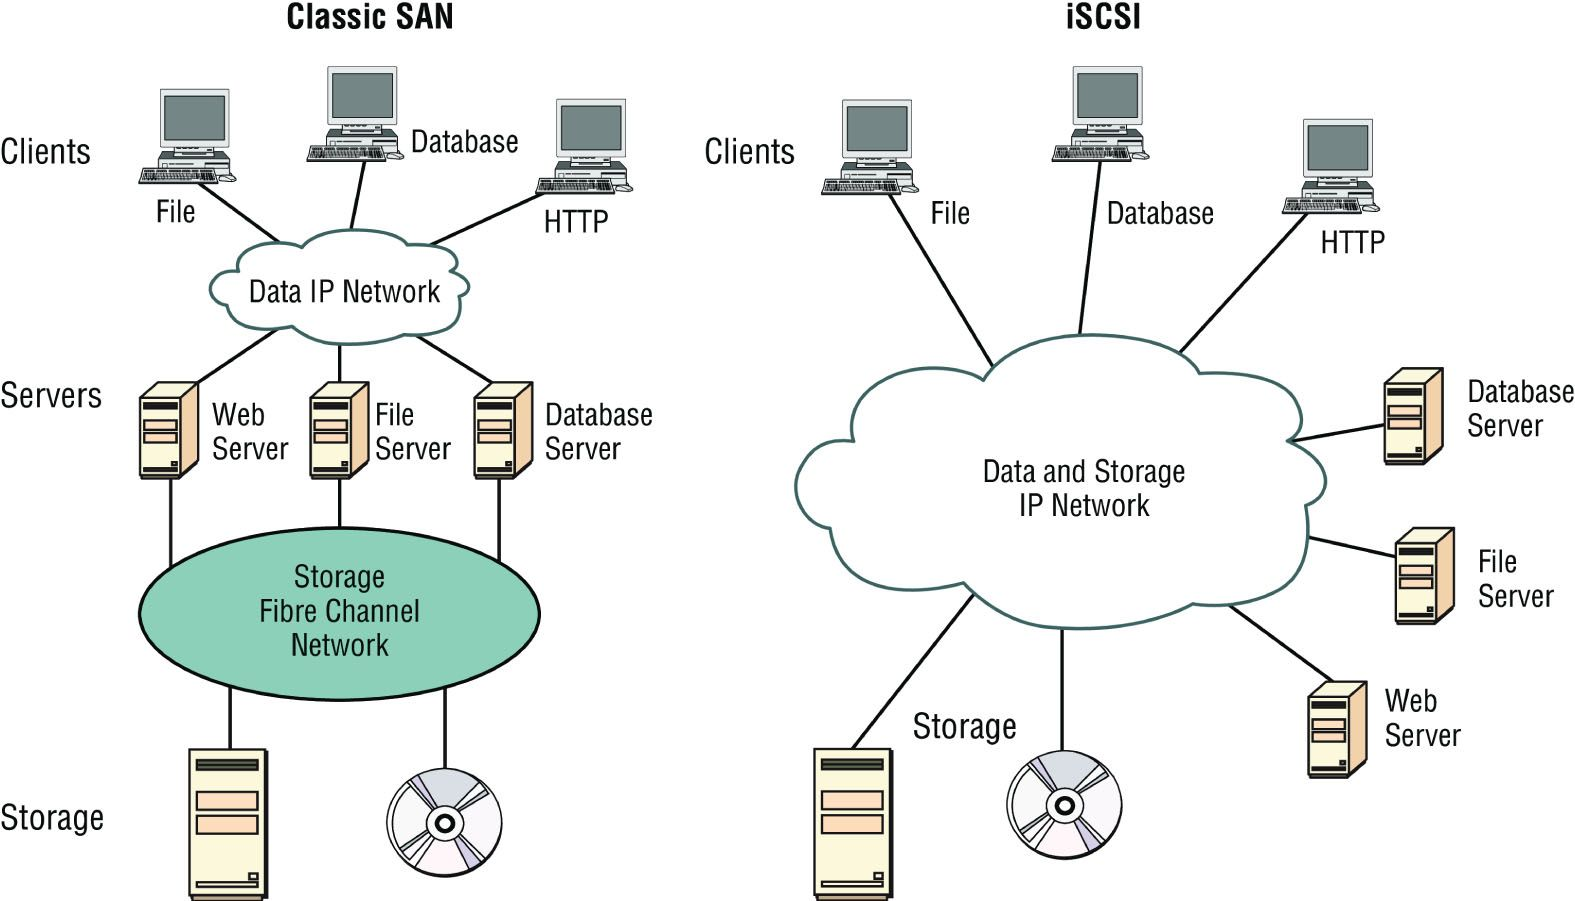 Classic SAN
Clients
File
Database
HTTP
Data IP Network
Servers
Web
Server
File
Server
Database
Server
Storage
Fibre Channel
Network
Storage
iSCSI
Clients
File
Database
HTTP
Data and Storage
IP Network
Database
Server
File
Server
Web
Server
Storage